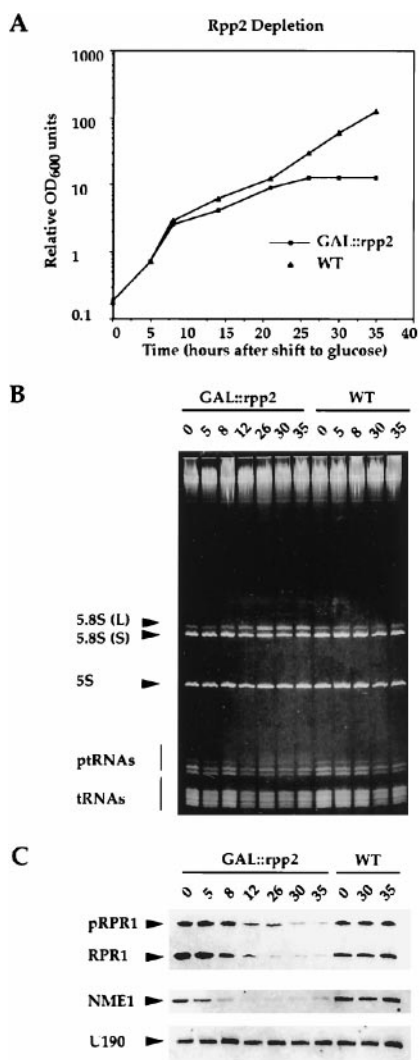 A
Rpp2 Depletion
Relative OD600 units
1000
100
10
1
0.1
GAL::rpp2
WT
0 5 10 15 20 25 30 35 40
Time (hours after shift to glucose)
B
GAL::rpp2 WT
0 5 8 12 26 30 35 0 5 8 30 35
5.8S (L)
5.8S (S)
5S
ptRNAs
tRNAs
C
GAL::rpp2 WT
0 5 8 12 26 30 35 0 30 35
pRPR1
RPR1
NME1
U190